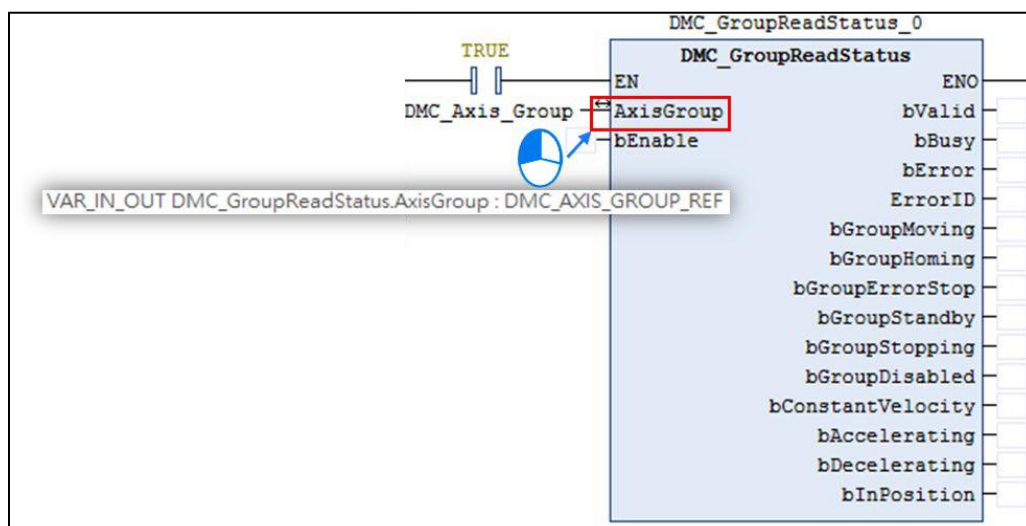 DMC_GroupReadStatus_0
TRUE
DMC_GroupReadStatus
EN ENO
DMC_Axis_Group AxisGroup bValid
bEnable bBusy
bError
VAR_IN_OUT DMC_GroupReadStatus.AxisGroup : DMC_AXIS_GROUP_REF ErrorID
bGroupMoving
bGroupHoming
bGroupErrorStop
bGroupStandby
bGroupStopping
bGroupDisabled
bConstantVelocity
bAccelerating
bDecelerating
bInPosition